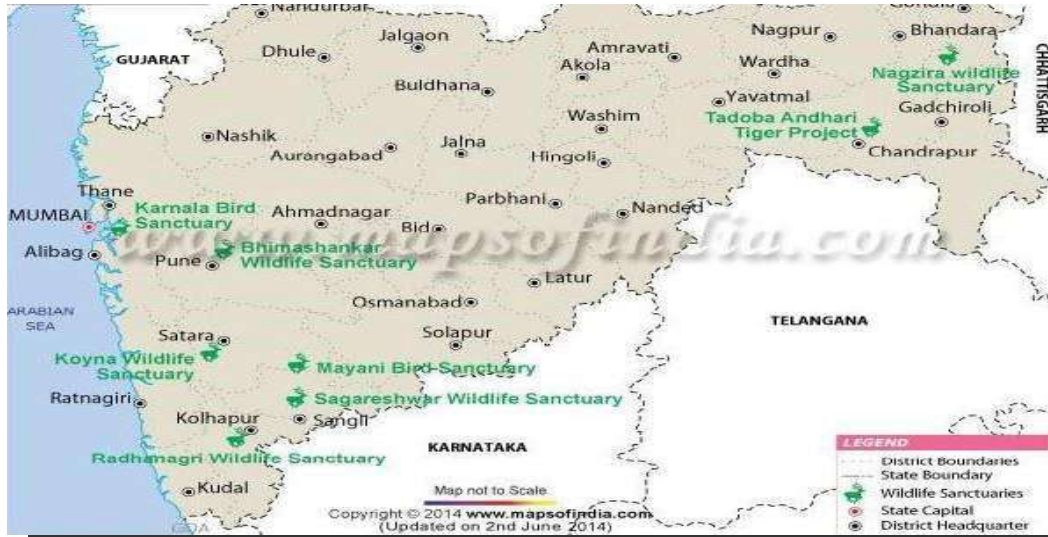 Nandurbar
Dhule
Jalgaon
GUJARAT
Buldhana
Amravati
Akola
Nagpur
Wardha
Bhandara
Nagzira wildlife
Sanctuary
CHHATTISGARH
Yavatmal
Gadchiroli
Tadoba Andhari
Tiger Project
Chandrapur
Washim
Nashik
Aurangabad
Jalna
Hingoli
Thane
MUMBAI
Karnala Bird
Sanctuary
Ahmadnagar
Parbhani
Nanded
Bid
www.mapsofindia.com
Alibag
Pune
Bhimashankar
Wildlife Sanctuary
Latur
Osmanabad
ARABIAN
SEA
TELANGANA
Satara
Solapur
Koyna Wildlife
Sanctuary
Mayani Bird Sanctuary
Ratnagiri
Sagareshwar Wildlife Sanctuary
Kolhapur
Sangli
KARNATAKA
Radhanagri Wildlife Sanctuary
Kudal
GOA
Map not to Scale
Copyright © 2014 www.mapsofindia.com
(Updated on 2nd June 2014)
LEGEND
District Boundaries
State Boundary
Wildlife Sanctuaries
State Capital
District Headquarter